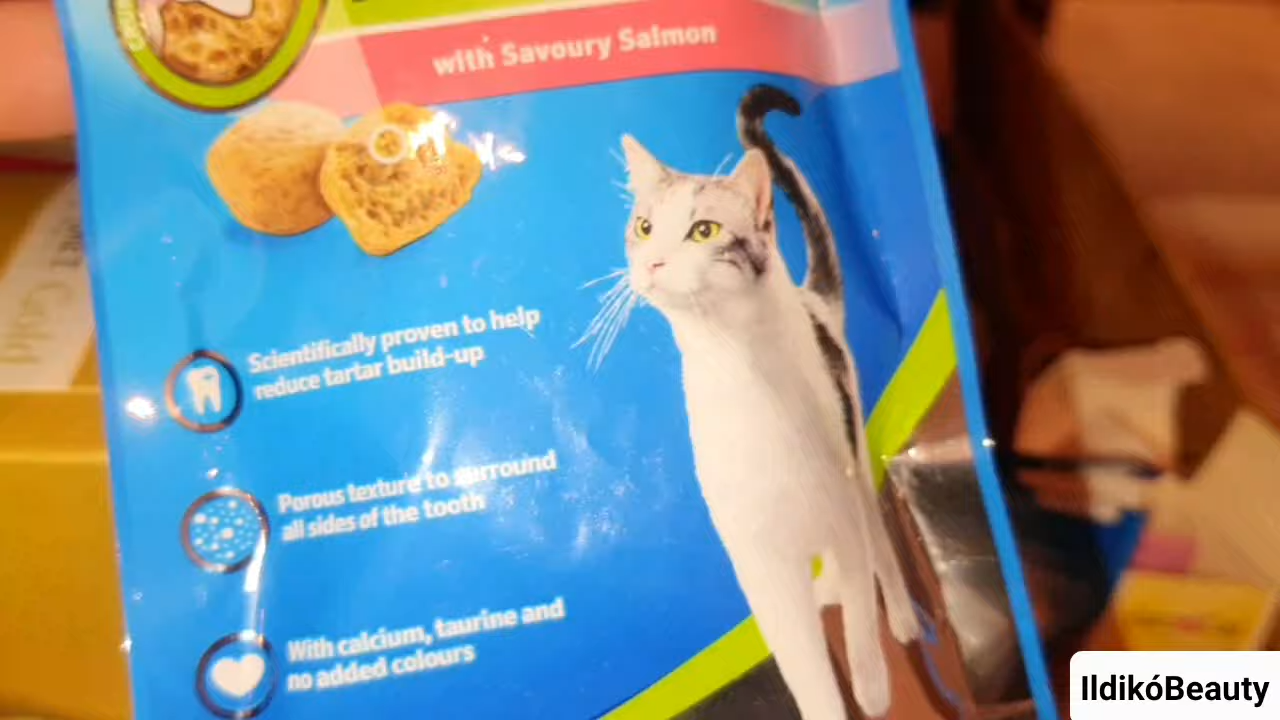 with Savoury Salmon
Scientifically proven to help
reduce tartar build-up
Porous texture to surround
all sides of the tooth
With calcium, taurine and
no added colours
Gold
IldikóBeauty